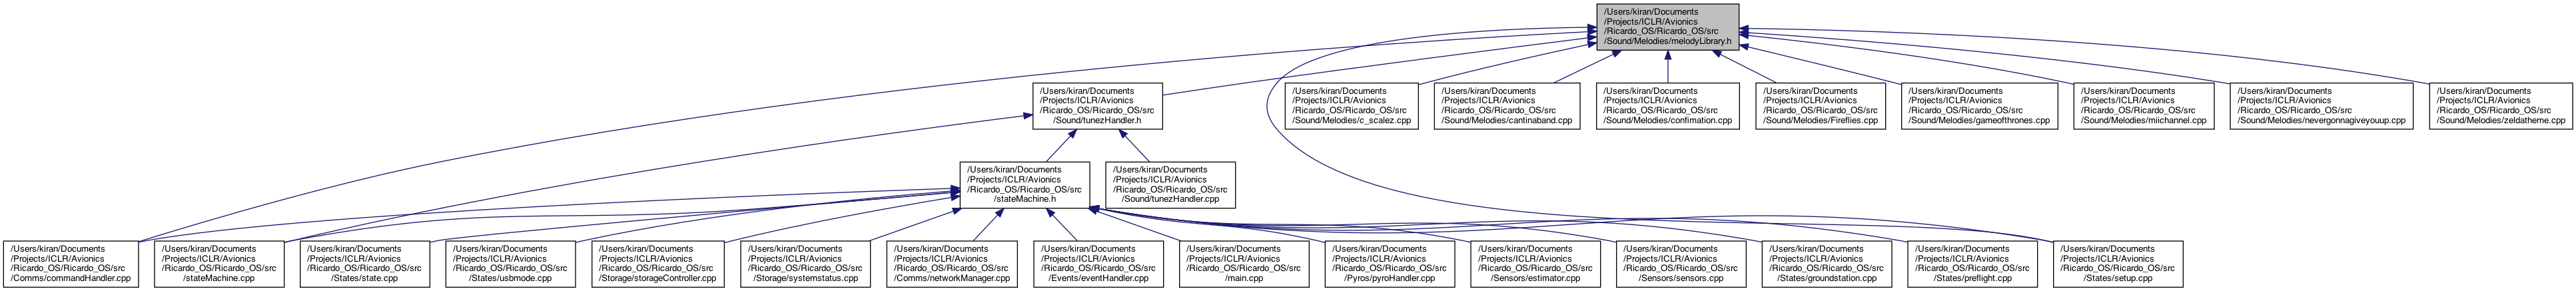 /Users/kiran/Documents
/Projects/ICLR/Avionics
/Ricardo_OS/Ricardo_OS/src
/Sound/Melodies/melodyLibrary.h
/Users/kiran/Documents
/Projects/ICLR/Avionics
/Ricardo_OS/Ricardo_OS/src
/Sound/tunezHandler.h
/Users/kiran/Documents
/Projects/ICLR/Avionics
/Ricardo_OS/Ricardo_OS/src
/Sound/Melodies/c_scalez.cpp
/Users/kiran/Documents
/Projects/ICLR/Avionics
/Ricardo_OS/Ricardo_OS/src
/Sound/Melodies/cantinaband.cpp
/Users/kiran/Documents
/Projects/ICLR/Avionics
/Ricardo_OS/Ricardo_OS/src
/Sound/Melodies/confimation.cpp
/Users/kiran/Documents
/Projects/ICLR/Avionics
/Ricardo_OS/Ricardo_OS/src
/Sound/Melodies/Fireflies.cpp
/Users/kiran/Documents
/Projects/ICLR/Avionics
/Ricardo_OS/Ricardo_OS/src
/Sound/Melodies/gameofthrones.cpp
/Users/kiran/Documents
/Projects/ICLR/Avionics
/Ricardo_OS/Ricardo_OS/src
/Sound/Melodies/miichannel.cpp
/Users/kiran/Documents
/Projects/ICLR/Avionics
/Ricardo_OS/Ricardo_OS/src
/Sound/Melodies/nevergonnagiveyouup.cpp
/Users/kiran/Documents
/Projects/ICLR/Avionics
/Ricardo_OS/Ricardo_OS/src
/Sound/Melodies/zeldatheme.cpp
/Users/kiran/Documents
/Projects/ICLR/Avionics
/Ricardo_OS/Ricardo_OS/src
/stateMachine.h
/Users/kiran/Documents
/Projects/ICLR/Avionics
/Ricardo_OS/Ricardo_OS/src
/Sound/tunezHandler.cpp
/Users/kiran/Documents
/Projects/ICLR/Avionics
/Ricardo_OS/Ricardo_OS/src
/Comms/commandHandler.cpp
/Users/kiran/Documents
/Projects/ICLR/Avionics
/Ricardo_OS/Ricardo_OS/src
/stateMachine.cpp
/Users/kiran/Documents
/Projects/ICLR/Avionics
/Ricardo_OS/Ricardo_OS/src
/States/state.cpp
/Users/kiran/Documents
/Projects/ICLR/Avionics
/Ricardo_OS/Ricardo_OS/src
/States/usbmode.cpp
/Users/kiran/Documents
/Projects/ICLR/Avionics
/Ricardo_OS/Ricardo_OS/src
/Storage/storageController.cpp
/Users/kiran/Documents
/Projects/ICLR/Avionics
/Ricardo_OS/Ricardo_OS/src
/Storage/systemstatus.cpp
/Users/kiran/Documents
/Projects/ICLR/Avionics
/Ricardo_OS/Ricardo_OS/src
/Comms/networkManager.cpp
/Users/kiran/Documents
/Projects/ICLR/Avionics
/Ricardo_OS/Ricardo_OS/src
/Events/eventHandler.cpp
/Users/kiran/Documents
/Projects/ICLR/Avionics
/Ricardo_OS/Ricardo_OS/src
/main.cpp
/Users/kiran/Documents
/Projects/ICLR/Avionics
/Ricardo_OS/Ricardo_OS/src
/Pyros/pyroHandler.cpp
/Users/kiran/Documents
/Projects/ICLR/Avionics
/Ricardo_OS/Ricardo_OS/src
/Sensors/estimator.cpp
/Users/kiran/Documents
/Projects/ICLR/Avionics
/Ricardo_OS/Ricardo_OS/src
/Sensors/sensors.cpp
/Users/kiran/Documents
/Projects/ICLR/Avionics
/Ricardo_OS/Ricardo_OS/src
/States/groundstation.cpp
/Users/kiran/Documents
/Projects/ICLR/Avionics
/Ricardo_OS/Ricardo_OS/src
/States/preflight.cpp
/Users/kiran/Documents
/Projects/ICLR/Avionics
/Ricardo_OS/Ricardo_OS/src
/States/setup.cpp